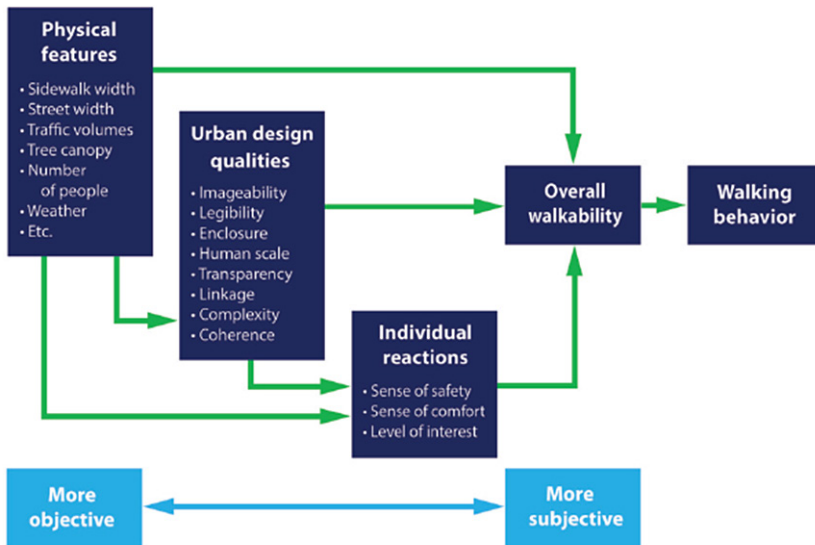 Physical
features
• Sidewalk width
• Street width
• Traffic volumes
• Tree canopy
• Number
of people
• Weather
• Etc.
Urban design
qualities
• Imageability
• Legibility
• Enclosure
• Human scale
• Transparency
• Linkage
• Complexity
• Coherence
Individual
reactions
• Sense of safety
• Sense of comfort
• Level of interest
Overall
walkability
Walking
behavior
More
objective
More
subjective